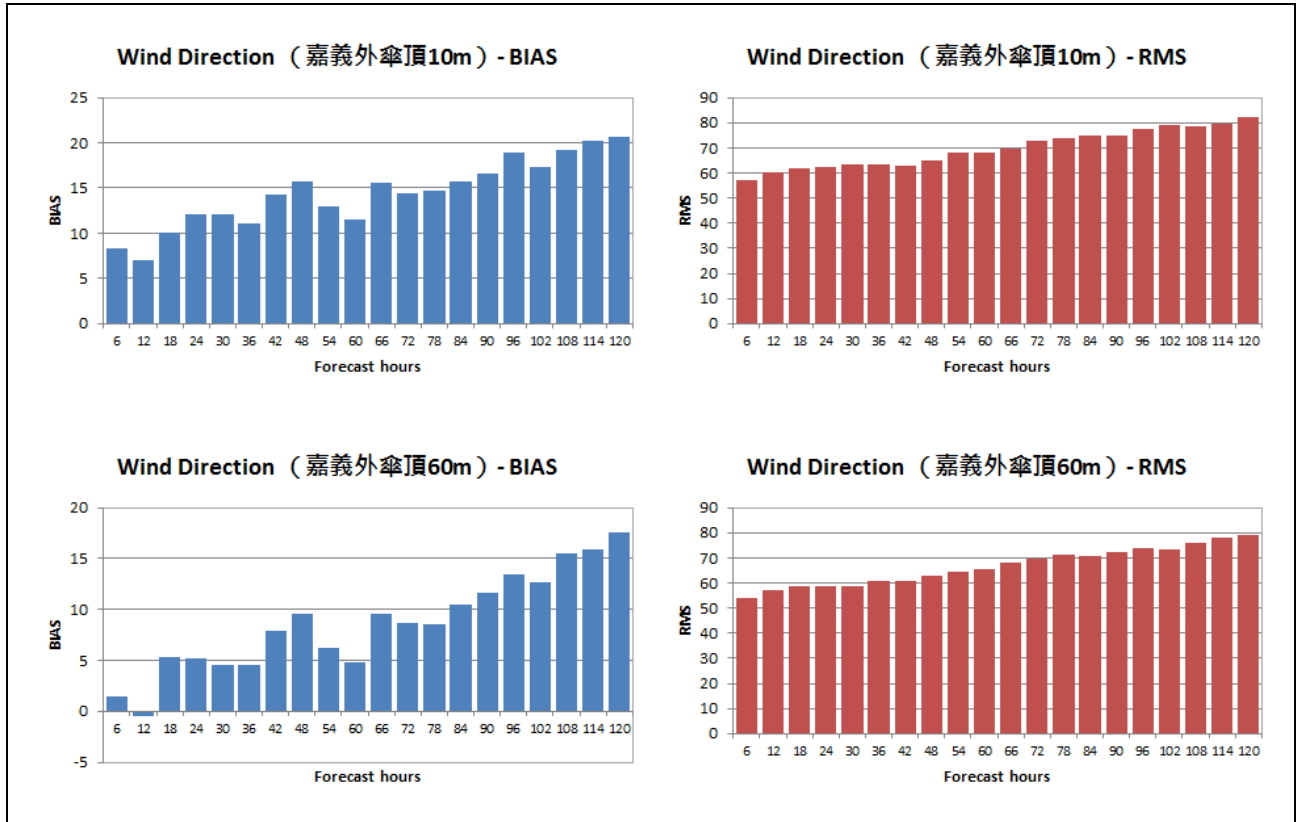 Wind Direction （嘉義外傘頂10m）- BIAS
25
20
15
10
5
0
BIAS
6 12 18 24 30 36 42 48 54 60 66 72 78 84 90 96 102 108 114 120
Forecast hours
Wind Direction （嘉義外傘頂10m）- RMS
90
80
70
60
50
40
30
20
10
0
RMS
6 12 18 24 30 36 42 48 54 60 66 72 78 84 90 96 102 108 114 120
Forecast hours
Wind Direction （嘉義外傘頂60m）- BIAS
20
15
10
5
0
-5
BIAS
6 12 18 24 30 36 42 48 54 60 66 72 78 84 90 96 102 108 114 120
Forecast hours
Wind Direction （嘉義外傘頂60m）- RMS
90
80
70
60
50
40
30
20
10
0
RMS
6 12 18 24 30 36 42 48 54 60 66 72 78 84 90 96 102 108 114 120
Forecast hours